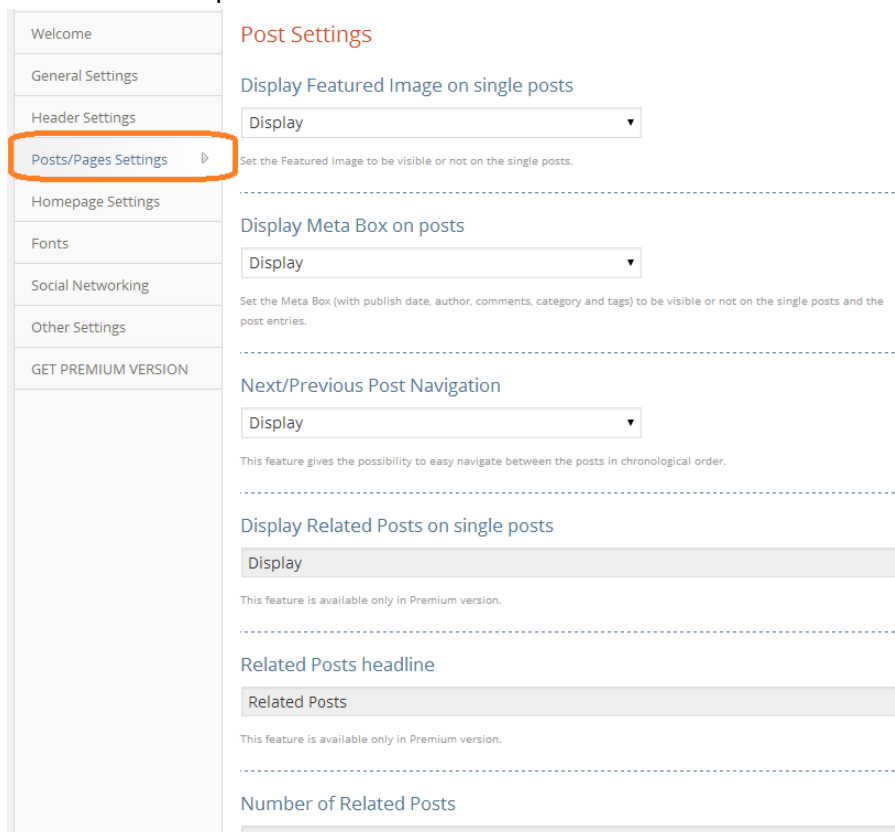 Welcome
General Settings
Header Settings
Posts/Pages Settings
Homepage Settings
Fonts
Social Networking
Other Settings
GET PREMIUM VERSION
Post Settings
Display Featured Image on single posts
Display
Set the Featured Image to be visible or not on the single posts.
Display Meta Box on posts
Display
Set the Meta Box (with publish date, author, comments, category and tags) to be visible or not on the single posts and the
post entries.
Next/Previous Post Navigation
Display
This feature gives the possibility to easy navigate between the posts in chronological order.
Display Related Posts on single posts
Display
This feature is available only in Premium version.
Related Posts headline
Related Posts
This feature is available only in Premium version.
Number of Related Posts